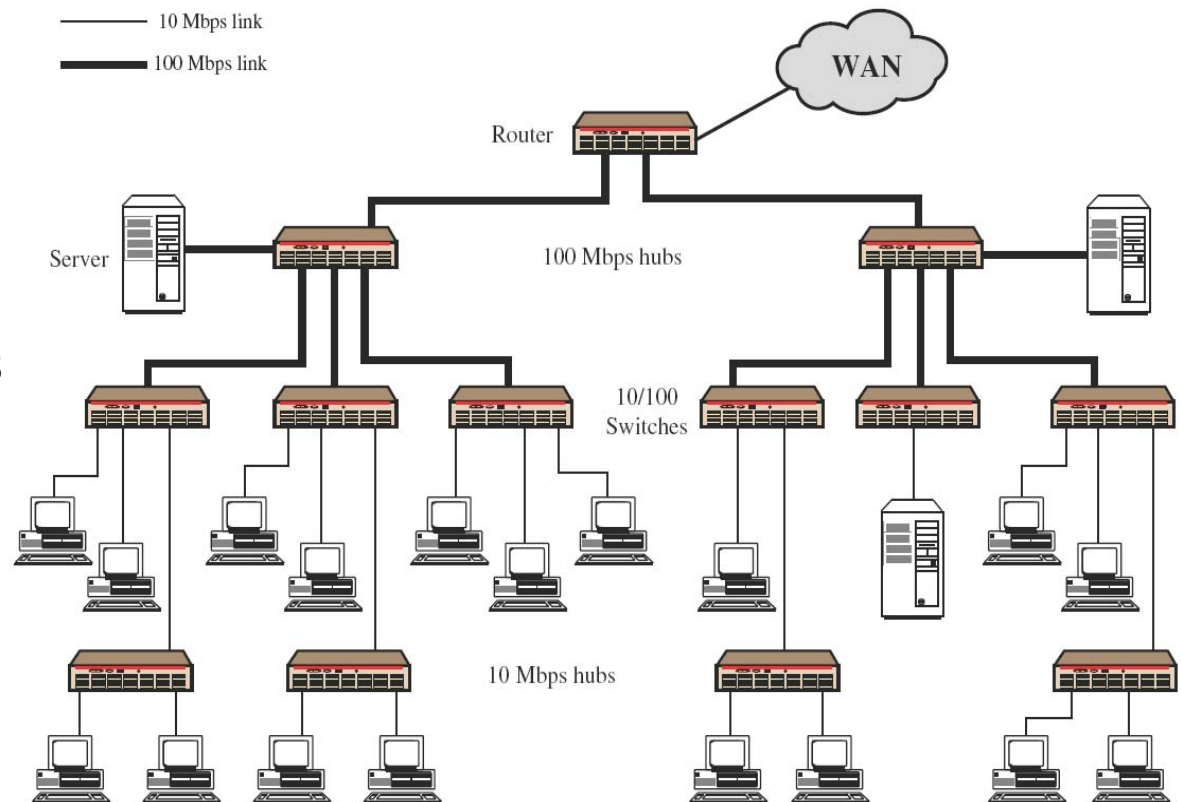 10 Mbps link
100 Mbps link
WAN
Router
Server
100 Mbps hubs
10/100
Switches
10 Mbps hubs